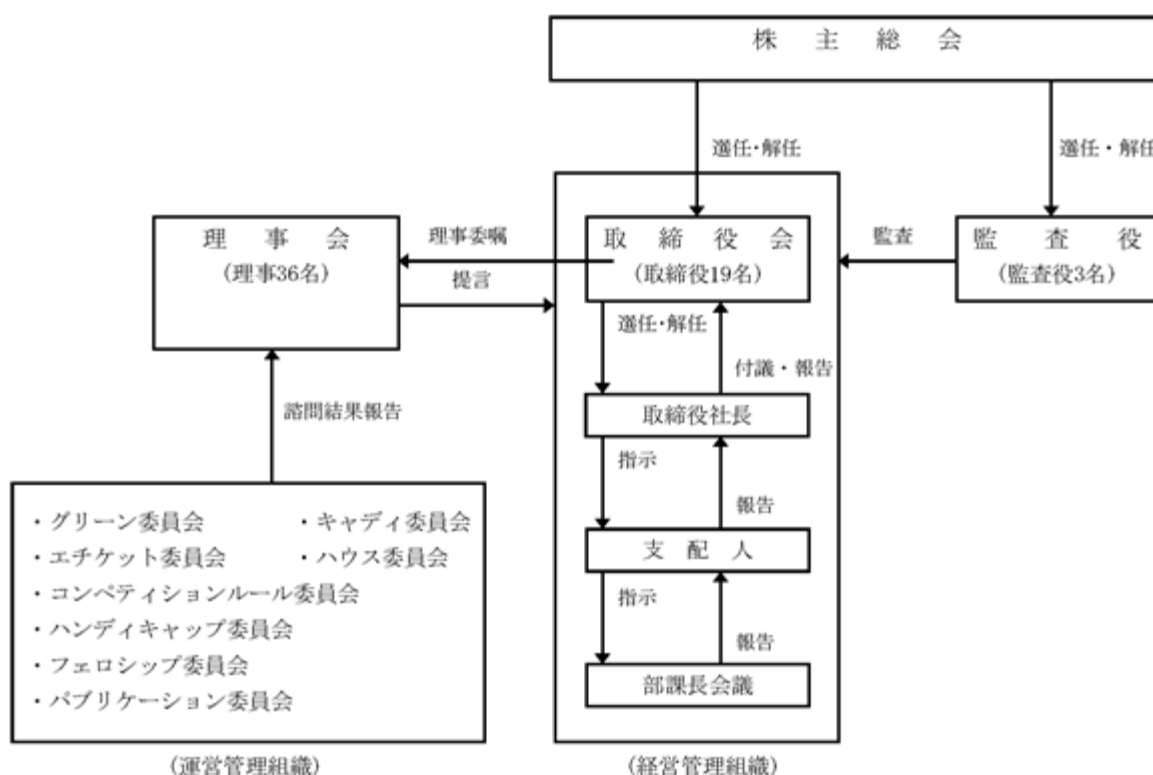 株主総会
選任・解任
選任・解任
理事会
(理事36名)
理事委嘱
提言
取締役会
(取締役19名)
監査
監査役
(監査役3名)
選任・解任
付議・報告
諮問結果報告
取締役社長
指示
報告
・グリーン委員会
・キャディ委員会
・エチケット委員会
・ハウス委員会
・コンペティションルール委員会
・ハンディキャップ委員会
・フェロシップ委員会
・パブリケーション委員会
支配人
指示
報告
部課長会議
(運営管理組織)
(経営管理組織)